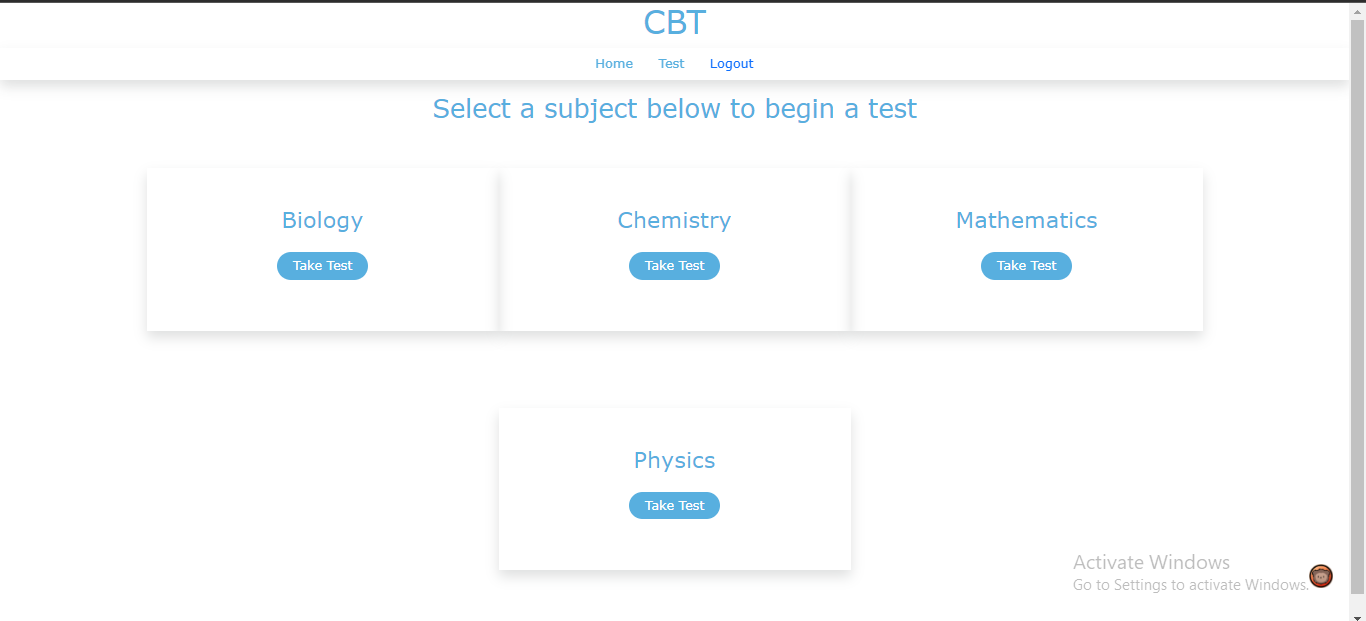 CBT
Home Test Logout
Select a subject below to begin a test
Biology Chemistry Mathematics
Take Test Take Test Take Test
Physics
Take Test
Activate Windows
Go to Settings to activate Windows.